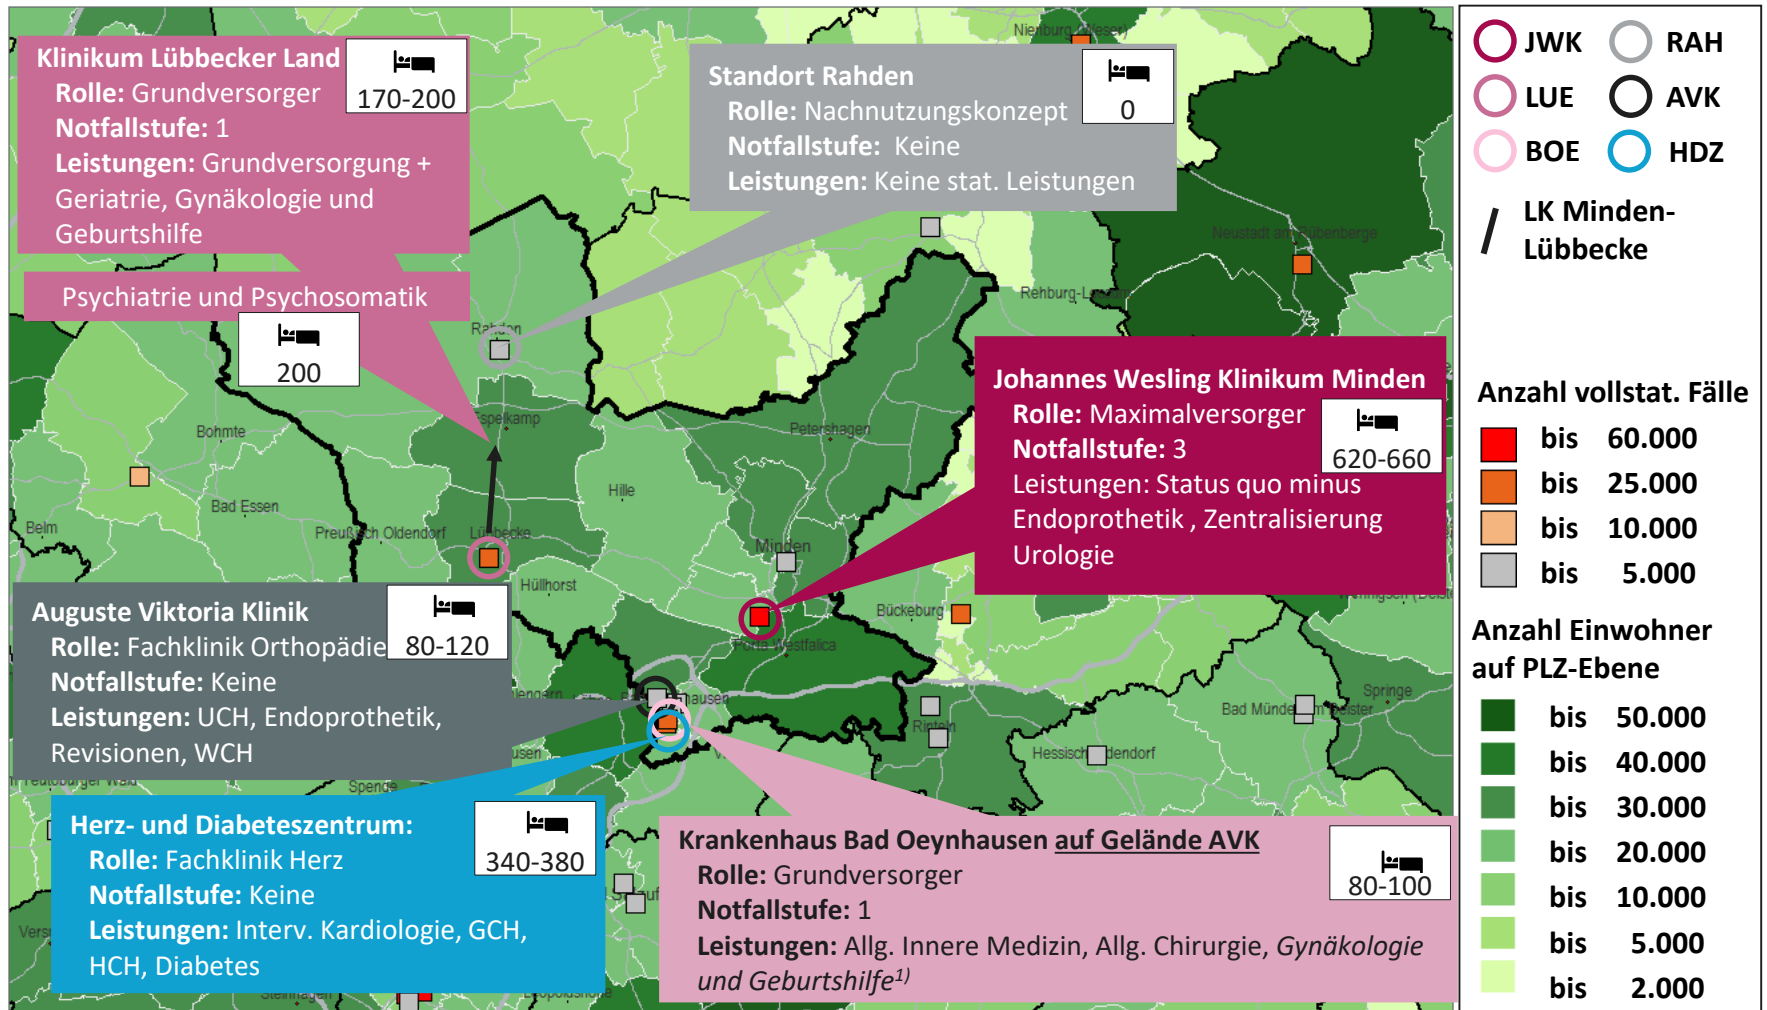 Klinikum Lübbecker Land
Rolle: Grundversorger
Notfallstufe: 1
Leistungen: Grundversorgung +
Geriatrie, Gynäkologie und
Geburtshilfe
170-200
Psychiatrie und Psychosomatik
200
Standort Rahden
Rolle: Nachnutzungskonzept
Notfallstufe: Keine
Leistungen: Keine stat. Leistungen
0
Johannes Wesling Klinikum Minden
Rolle: Maximalversorger
Notfallstufe: 3
Leistungen: Status quo minus
Endoprothetik , Zentralisierung
Urologie
620-660
Auguste Viktoria Klinik
Rolle: Fachklinik Orthopädie
Notfallstufe: Keine
Leistungen: UCH, Endoprothetik,
Revisionen, WCH
80-120
Herz- und Diabeteszentrum:
Rolle: Fachklinik Herz
Notfallstufe: Keine
Leistungen: Interv. Kardiologie, GCH,
HCH, Diabetes
340-380
Krankenhaus Bad Oeynhausen auf Gelände AVK
Rolle: Grundversorger
Notfallstufe: 1
Leistungen: Allg. Innere Medizin, Allg. Chirurgie, Gynäkologie
und Geburtshilfe1)
80-100
Nienburg (Weser)
Neustadt am Rübenberge
Rahden
Espelkamp
Bohmte
Petershagen
Hille
Bad Essen
Belm
Preußisch Oldendorf
Lübbecke
Minden
Hüllhorst
Bückeburg
Porta Westfalica
Rinteln
Springe
Bad Münder am Deister
Hessisch Oldendorf
Spenge
Steinhagen
Leopoldshöhe
JWK
RAH
LUE
AVK
BOE
HDZ
LK Minden-
Lübbecke
Anzahl vollstat. Fälle
bis 60.000
bis 25.000
bis 10.000
bis 5.000
Anzahl Einwohner
auf PLZ-Ebene
bis 50.000
bis 40.000
bis 30.000
bis 20.000
bis 10.000
bis 5.000
bis 2.000